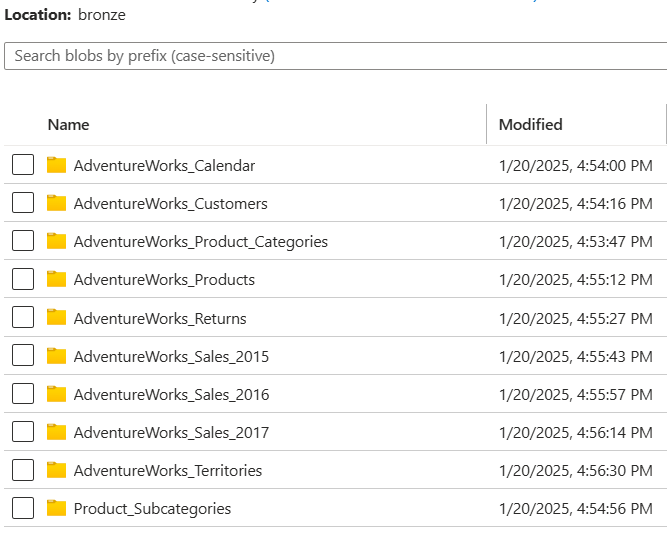 Location: bronze
Search blobs by prefix (case-sensitive)
Name Modified
AdventureWorks_Calendar 1/20/2025, 4:54:00 PM
AdventureWorks_Customers 1/20/2025, 4:54:16 PM
AdventureWorks_Product_Categories 1/20/2025, 4:53:47 PM
AdventureWorks_Products 1/20/2025, 4:55:12 PM
AdventureWorks_Returns 1/20/2025, 4:55:27 PM
AdventureWorks_Sales_2015 1/20/2025, 4:55:43 PM
AdventureWorks_Sales_2016 1/20/2025, 4:55:57 PM
AdventureWorks_Sales_2017 1/20/2025, 4:56:14 PM
AdventureWorks_Territories 1/20/2025, 4:56:30 PM
Product_Subcategories 1/20/2025, 4:54:56 PM